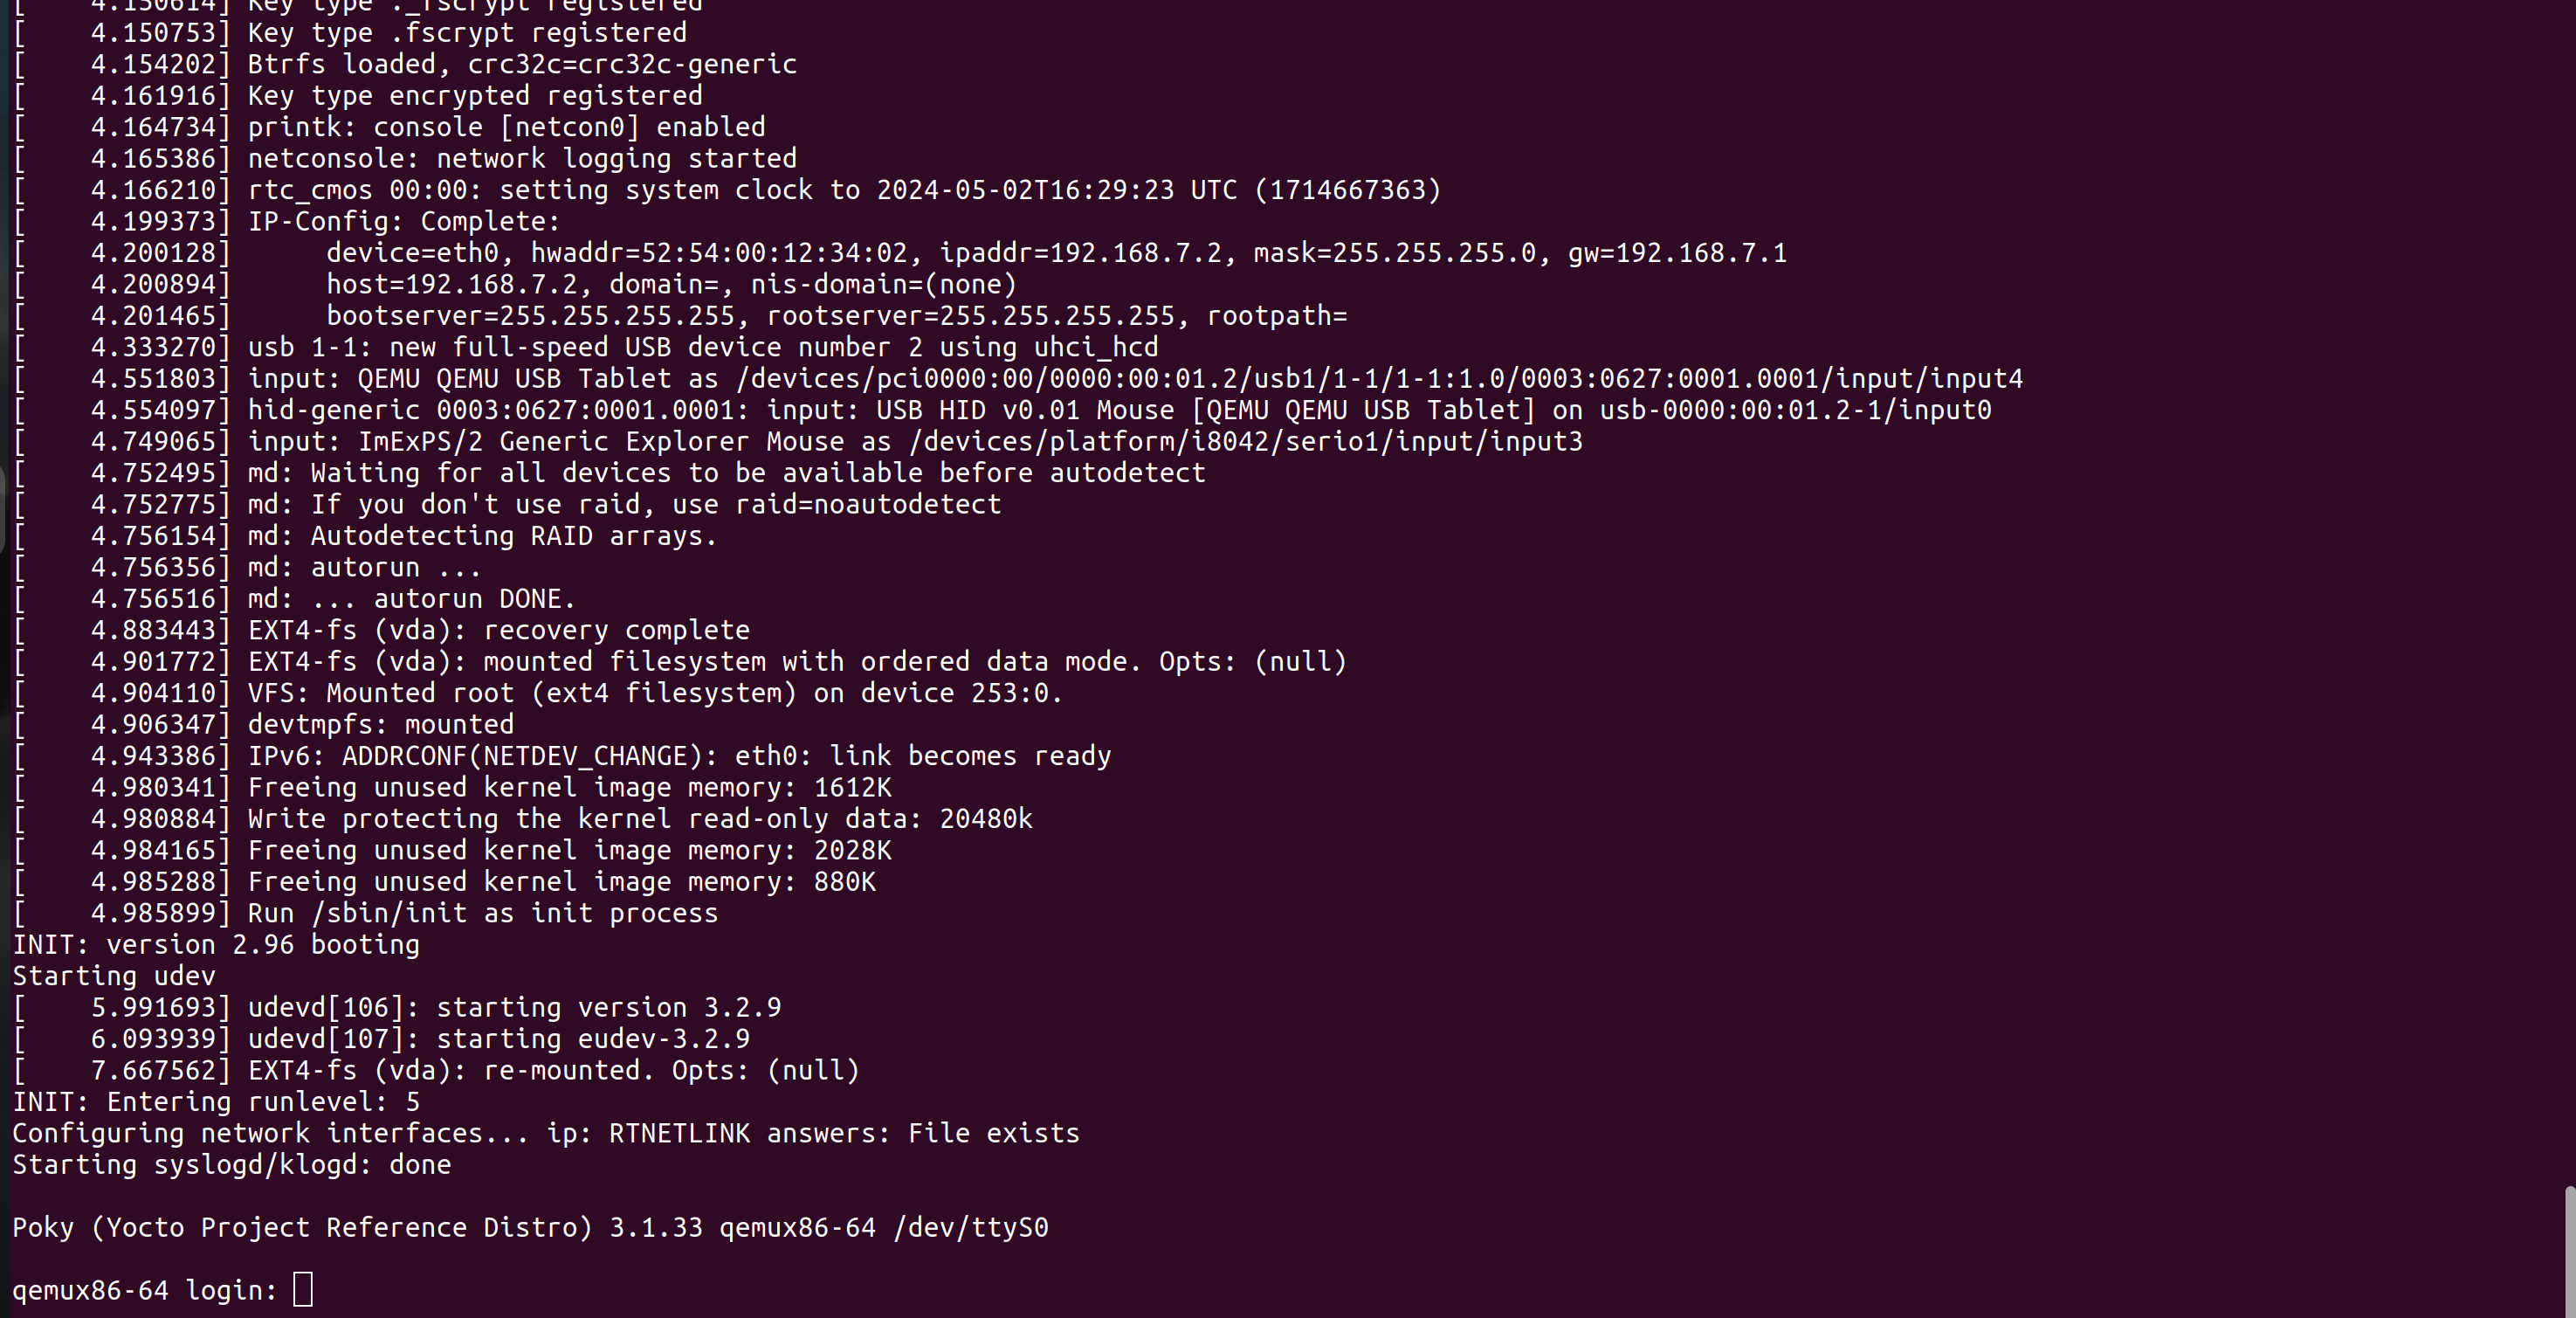 [    4.150614] Key type ._fscrypt registered
[    4.150753] Key type .fscrypt registered
[    4.154202] Btrfs loaded, crc32c=crc32c-generic
[    4.161916] Key type encrypted registered
[    4.164734] printk: console [netcon0] enabled
[    4.165386] netconsole: network logging started
[    4.166210] rtc_cmos 00:00: setting system clock to 2024-05-02T16:29:23 UTC (1714667363)
[    4.199373] IP-Config: Complete:
[    4.200128]      device=eth0, hwaddr=52:54:00:12:34:02, ipaddr=192.168.7.2, mask=255.255.255.0, gw=192.168.7.1
[    4.200894]      host=192.168.7.2, domain=, nis-domain=(none)
[    4.201465]      bootserver=255.255.255.255, rootserver=255.255.255.255, rootpath=
[    4.333270] usb 1-1: new full-speed USB device number 2 using uhci_hcd
[    4.551803] input: QEMU QEMU USB Tablet as /devices/pci0000:00/0000:00:01.2/usb1/1-1/1-1:1.0/0003:0627:0001.0001/input/input4
[    4.554097] hid-generic 0003:0627:0001.0001: input: USB HID v0.01 Mouse [QEMU QEMU USB Tablet] on usb-0000:00:01.2-1/input0
[    4.749065] input: ImExPS/2 Generic Explorer Mouse as /devices/platform/i8042/serio1/input/input3
[    4.752495] md: Waiting for all devices to be available before autodetect
[    4.752775] md: If you don't use raid, use raid=noautodetect
[    4.756154] md: Autodetecting RAID arrays.
[    4.756356] md: autorun ...
[    4.756516] md: ... autorun DONE.
[    4.883443] EXT4-fs (vda): recovery complete
[    4.901772] EXT4-fs (vda): mounted filesystem with ordered data mode. Opts: (null)
[    4.904110] VFS: Mounted root (ext4 filesystem) on device 253:0.
[    4.906347] devtmpfs: mounted
[    4.943386] IPv6: ADDRCONF(NETDEV_CHANGE): eth0: link becomes ready
[    4.980341] Freeing unused kernel image memory: 1612K
[    4.980884] Write protecting the kernel read-only data: 20480k
[    4.984165] Freeing unused kernel image memory: 2028K
[    4.985288] Freeing unused kernel image memory: 880K
[    4.985899] Run /sbin/init as init process
INIT: version 2.96 booting
Starting udev
[    5.991693] udevd[106]: starting version 3.2.9
[    6.093939] udevd[107]: starting eudev-3.2.9
[    7.667562] EXT4-fs (vda): re-mounted. Opts: (null)
INIT: Entering runlevel: 5
Configuring network interfaces... ip: RTNETLINK answers: File exists
Starting syslogd/klogd: done
Poky (Yocto Project Reference Distro) 3.1.33 qemux86-64 /dev/ttyS0
qemux86-64 login: